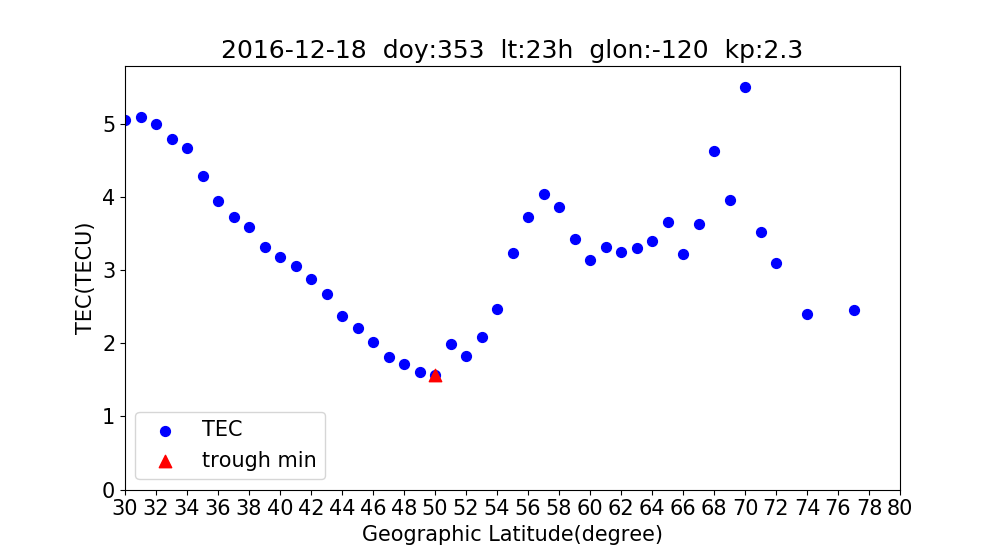 2016-12-18 doy:353 lt:23h glon:-120 kp:2.3
5
4
3
2
1
0
TEC(TECU)
TEC
trough min
30 32 34 36 38 40 42 44 46 48 50 52 54 56 58 60 62 64 66 68 70 72 74 76 78 80
Geographic Latitude(degree)